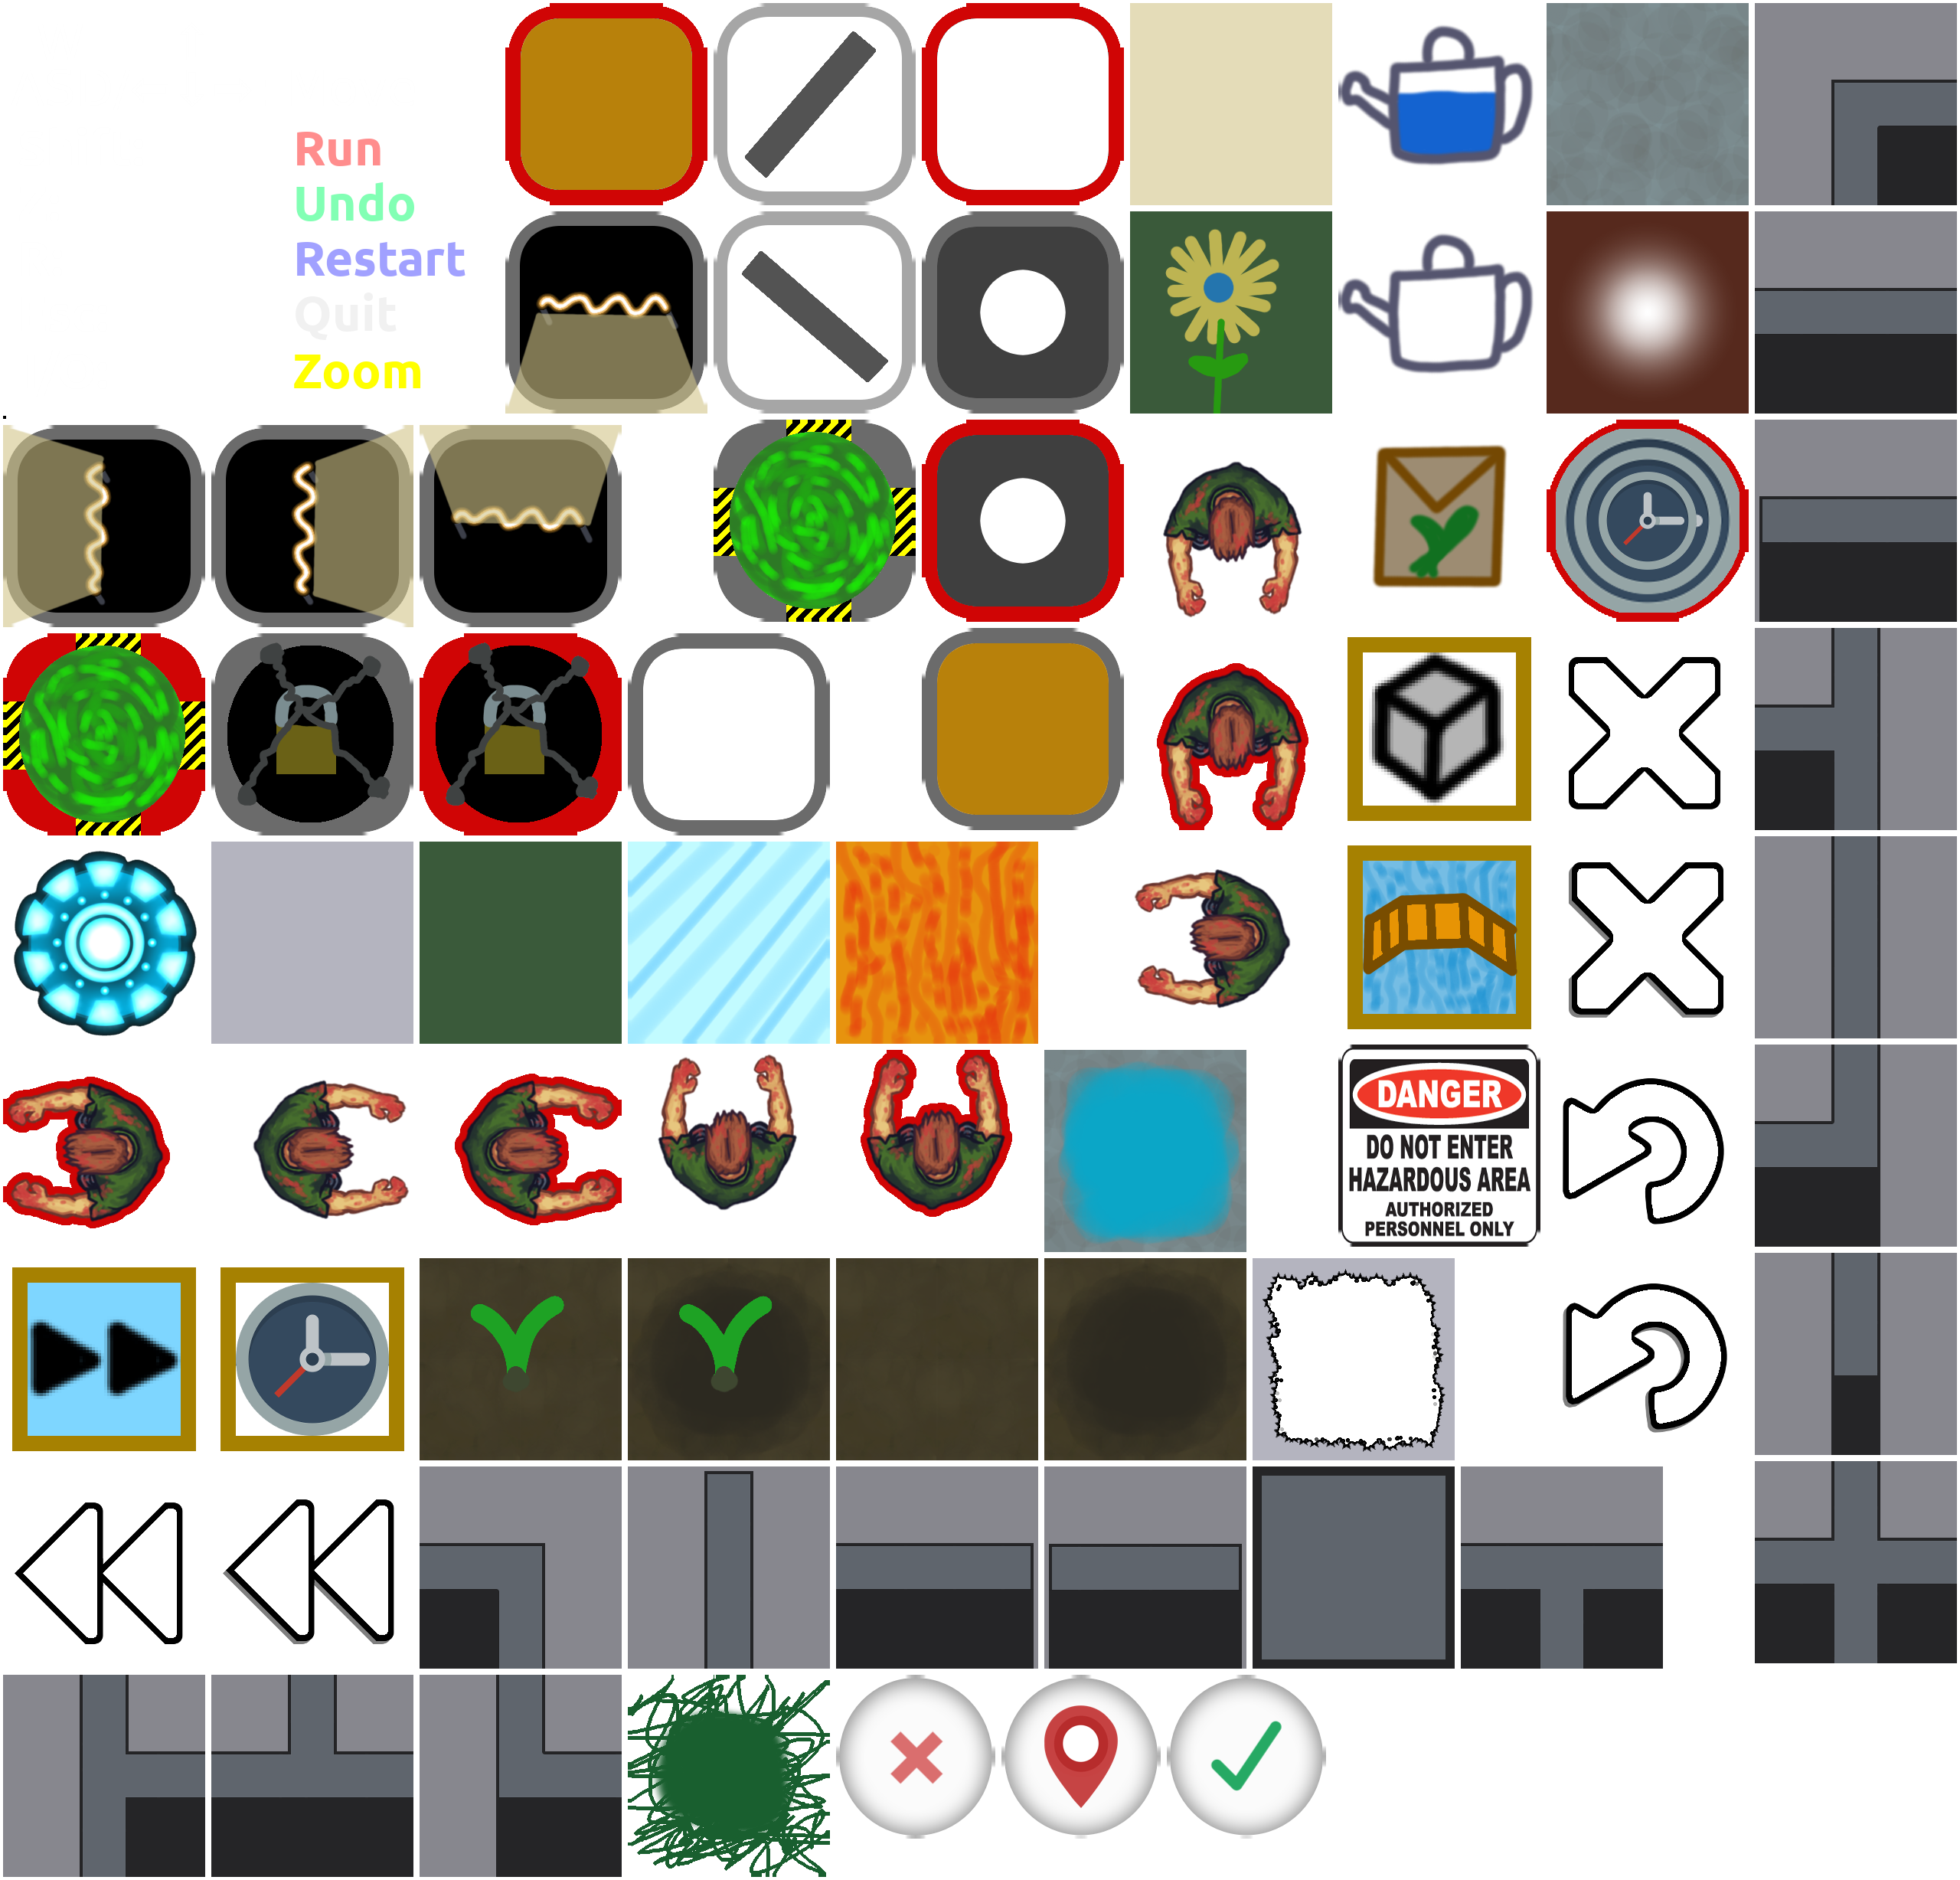 Run
Undo
Restart
Quit
Zoom
DANGER
DO NOT ENTER
HAZARDOUS AREA
AUTHORIZED
PERSONNEL ONLY